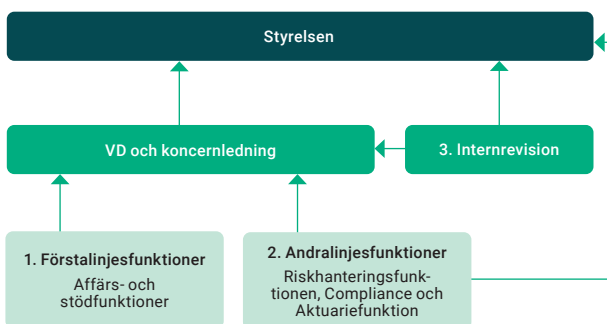 Styrelsen
VD och koncernledning
3. Internrevision
1. Förstalinjesfunktioner
Affärs- och
stödfunktioner
2. Andralinjesfunktioner
Riskhanteringsfunk-
tionen, Compliance och
Aktuariefunktion